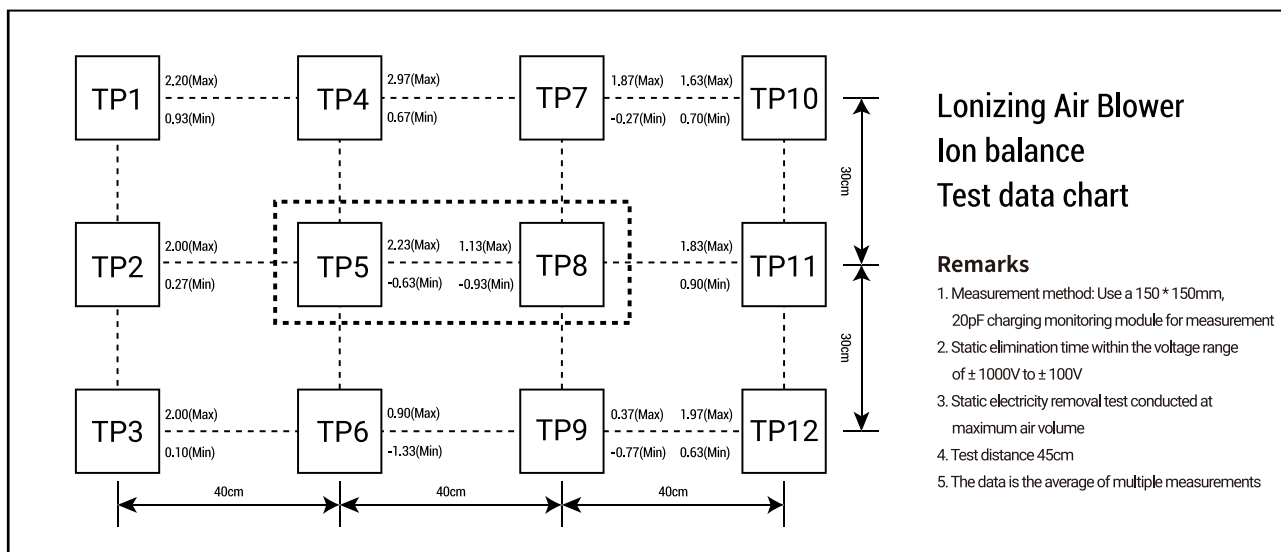 2.20(Max) 2.97(Max) 1.87(Max) 1.63(Max)
TP1 TP4 TP7 TP10
0.93(Min) 0.67(Min) -0.27(Min) 0.70(Min)
30cm
2.00(Max) 2.23(Max) 1.13(Max) 1.83(Max)
TP2 TP5 TP8 TP11
0.27(Min) -0.63(Min) -0.93(Min) 0.90(Min)
30cm
2.00(Max) 0.90(Max) 0.37(Max) 1.97(Max)
TP3 TP6 TP9 TP12
0.10(Min) -1.33(Min) -0.77(Min) 0.63(Min)
40cm 40cm 40cm
Lonizing Air Blower
Ion balance
Test data chart
Remarks
1. Measurement method: Use a 150 * 150mm,
20pF charging monitoring module for measurement
2. Static elimination time within the voltage range
of ± 1000V to ± 100V
3. Static electricity removal test conducted at
maximum air volume
4. Test distance 45cm
5. The data is the average of multiple measurements